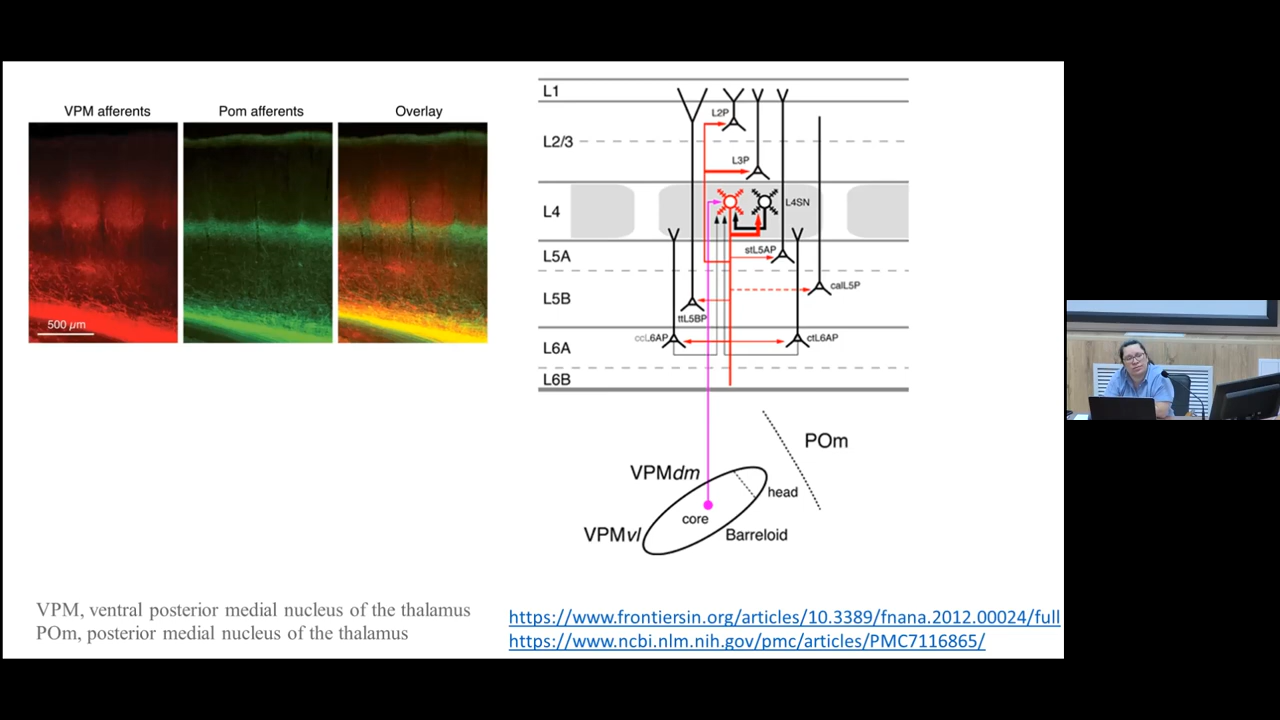 VPM afferents
Pom afferents
Overlay
500 µm
L1
L2P
L2/3
L3P
L4
L4SN
L5A
stL5AP
calL5P
L5B
ttL5BP
ccL6AP
ctL6AP
L6A
L6B
POm
VPMdm
head
core
VPMvl
Barreloid
VPM, ventral posterior medial nucleus of the thalamus
POm, posterior medial nucleus of the thalamus
https://www.frontiersin.org/articles/10.3389/fnana.2012.00024/full
https://www.ncbi.nlm.nih.gov/pmc/articles/PMC7116865/